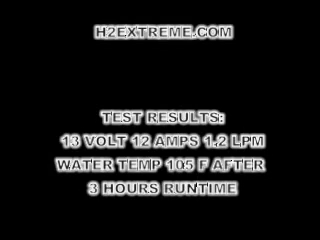 H2EXTREME.COM
TEST RESULTS:
13 VOLT 12 AMPS 1.2 LPM
WATER TEMP 105 F AFTER
3 HOURS RUNTIME